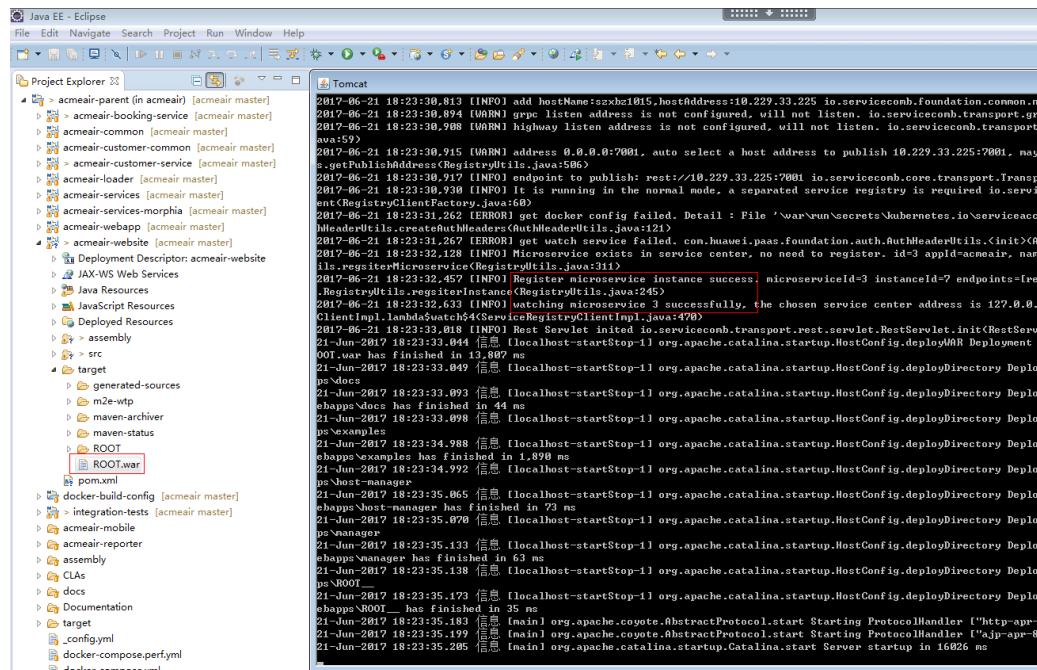 Java EE - Eclipse
File Edit Navigate Search Project Run Window Help
Project Explorer
> acmeair-parent (in acmeair) [acmeair master]
> acmeair-booking-service [acmeair master]
acmeair-common [acmeair master]
acmeair-customer-common [acmeair master]
> acmeair-customer-service [acmeair master]
acmeair-loader [acmeair master]
acmeair-services [acmeair master]
acmeair-services-morphia [acmeair master]
acmeair-webapp [acmeair master]
> acmeair-website [acmeair master]
Deployment Descriptor: acmeair-website
JAX-WS Web Services
Java Resources
JavaScript Resources
Deployed Resources
> assembly
> src
target
generated-sources
m2e-wtp
maven-archiver
maven-status
ROOT
ROOT.war
pom.xml
docker-build-config [acmeair master]
> integration-tests [acmeair master]
acmeair-mobile
acmeair-reporter
assembly
CLAs
docs
Documentation
target
_config.yml
docker-compose.perf.yml
docker-compose.yml
Tomcat
2017-06-21 18:23:30,813 [INFO] add hostName:szxbz1015,hostAddress:10.229.33.225 io.servicecomb.foundation.common.n
2017-06-21 18:23:30,894 [WARN] grpc listen address is not configured, will not listen. io.servicecomb.transport.gr
2017-06-21 18:23:30,908 [WARN] highway listen address is not configured, will not listen. io.servicecomb.transport
ava:59)
2017-06-21 18:23:30,915 [WARN] address 0.0.0.0:7001, auto select a host address to publish 10.229.33.225:7001, may
s.getPublishAddress(RegistryUtils.java:506)
2017-06-21 18:23:30,917 [INFO] endpoint to publish: rest://10.229.33.225:7001 io.servicecomb.core.transport.Transp
2017-06-21 18:23:30,930 [INFO] It is running in the normal mode, a separated service registry is required io.servi
ent(RegistryClientFactory.java:60)
2017-06-21 18:23:31,262 [ERROR] get docker config failed. Detail : File '\var\run\secrets\kubernetes.io\serviceacc
hHeaderUtils.createAuthHeaders(AuthHeaderUtils.java:121)
2017-06-21 18:23:31,267 [ERROR] get watch service failed. com.huawei.paas.foundation.auth.AuthHeaderUtils.<init>(A
2017-06-21 18:23:32,128 [INFO] Microservice exists in service center, no need to register. id=3 appId=acmeair, nam
ils.regsiterMicroservice(RegistryUtils.java:311)
2017-06-21 18:23:32,457 [INFO] Register microservice instance success. microserviceId=3 instanceId=7 endpoints=[re
.RegistryUtils.regsiterInstance(RegistryUtils.java:245)
2017-06-21 18:23:32,633 [INFO] watching microservice 3 successfully, the chosen service center address is 127.0.0.
ClientImpl.lambda$watch$4(ServiceRegistryClientImpl.java:470)
2017-06-21 18:23:33,018 [INFO] Rest Servlet inited io.servicecomb.transport.rest.servlet.RestServlet.init(RestServ
21-Jun-2017 18:23:33.044 信息 [localhost-startStop-1] org.apache.catalina.startup.HostConfig.deployWAR Deployment
OOT.war has finished in 13,807 ms
21-Jun-2017 18:23:33.049 信息 [localhost-startStop-1] org.apache.catalina.startup.HostConfig.deployDirectory Deplo
ps\docs
21-Jun-2017 18:23:33.093 信息 [localhost-startStop-1] org.apache.catalina.startup.HostConfig.deployDirectory Deplo
ebapps\docs has finished in 44 ms
21-Jun-2017 18:23:33.098 信息 [localhost-startStop-1] org.apache.catalina.startup.HostConfig.deployDirectory Deplo
ps\examples
21-Jun-2017 18:23:34.988 信息 [localhost-startStop-1] org.apache.catalina.startup.HostConfig.deployDirectory Deplo
ebapps\examples has finished in 1,890 ms
21-Jun-2017 18:23:34.992 信息 [localhost-startStop-1] org.apache.catalina.startup.HostConfig.deployDirectory Deplo
ps\host-manager
21-Jun-2017 18:23:35.065 信息 [localhost-startStop-1] org.apache.catalina.startup.HostConfig.deployDirectory Deplo
ebapps\host-manager has finished in 73 ms
21-Jun-2017 18:23:35.070 信息 [localhost-startStop-1] org.apache.catalina.startup.HostConfig.deployDirectory Deplo
ps\manager
21-Jun-2017 18:23:35.133 信息 [localhost-startStop-1] org.apache.catalina.startup.HostConfig.deployDirectory Deplo
ebapps\manager has finished in 63 ms
21-Jun-2017 18:23:35.138 信息 [localhost-startStop-1] org.apache.catalina.startup.HostConfig.deployDirectory Deplo
ps\ROOT__
21-Jun-2017 18:23:35.173 信息 [localhost-startStop-1] org.apache.catalina.startup.HostConfig.deployDirectory Deplo
ebapps\ROOT__ has finished in 35 ms
21-Jun-2017 18:23:35.183 信息 [main] org.apache.coyote.AbstractProtocol.start Starting ProtocolHandler ["http-apr-
21-Jun-2017 18:23:35.199 信息 [main] org.apache.coyote.AbstractProtocol.start Starting ProtocolHandler ["ajp-apr-8
21-Jun-2017 18:23:35.205 信息 [main] org.apache.catalina.startup.Catalina.start Server startup in 16026 ms